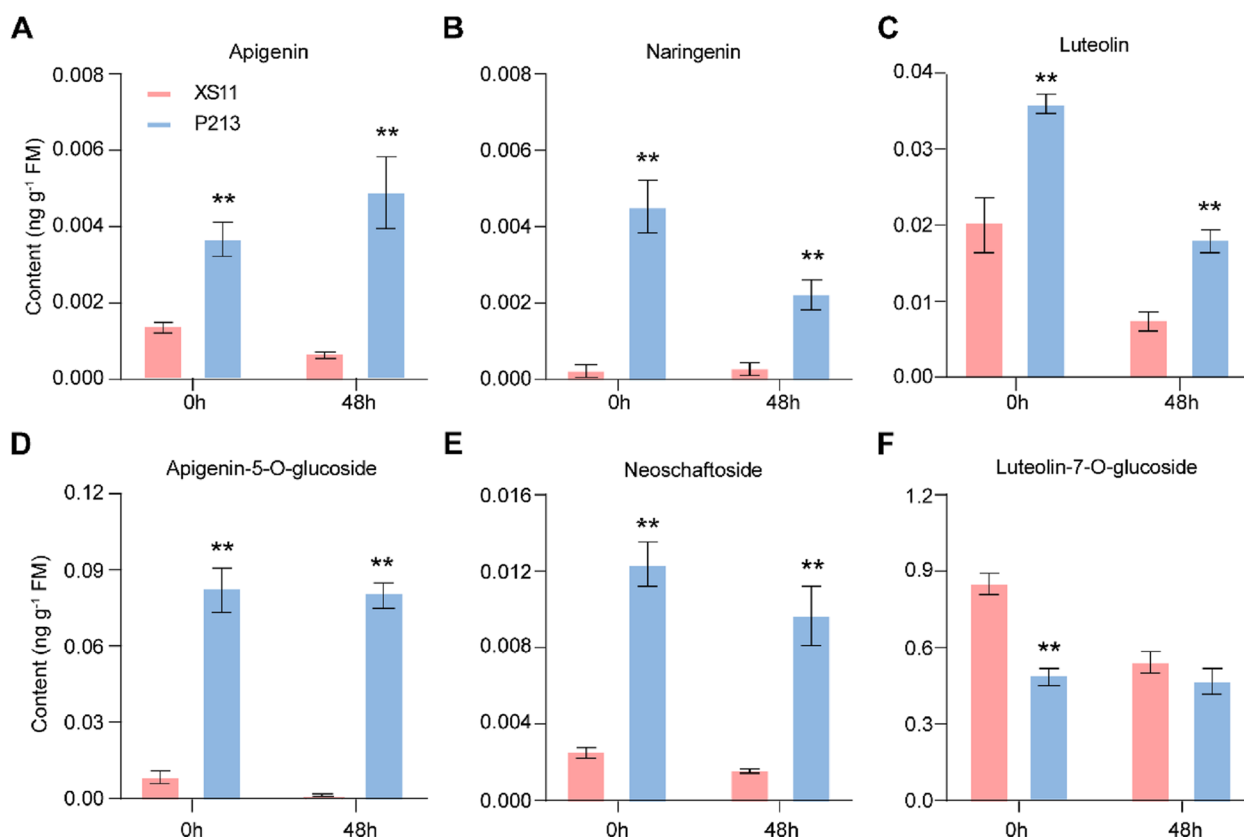 A
Apigenin
0.008
0.006
0.004
0.002
0.000
Content (ng g⁻¹ FM)
XS11
P213
**
**
0h
48h
B
Naringenin
0.008
0.006
0.004
0.002
0.000
**
**
0h
48h
C
Luteolin
0.04
0.03
0.02
0.01
0.00
**
**
0h
48h
D
Apigenin-5-O-glucoside
0.12
0.09
0.06
0.03
0.00
Content (ng g⁻¹ FM)
**
**
0h
48h
E
Neoschaftoside
0.016
0.012
0.008
0.004
0.000
**
**
0h
48h
F
Luteolin-7-O-glucoside
1.2
0.9
0.6
0.3
0.0
**
0h
48h